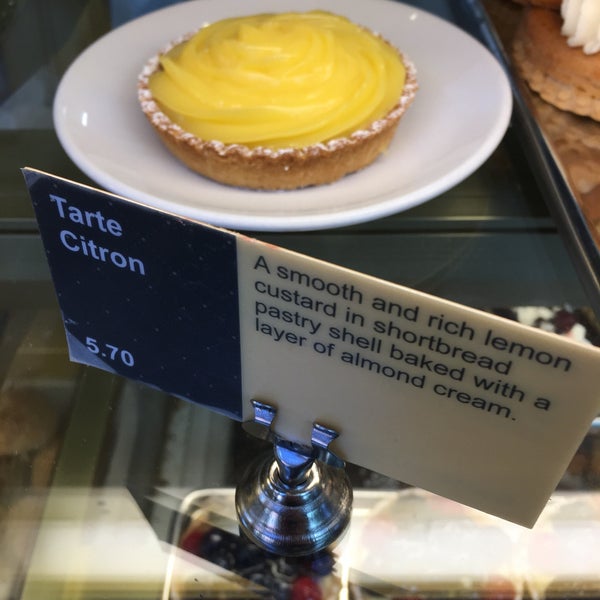 Tarte
Citron
5.70
A smooth and rich lemon
custard in shortbread
pastry shell baked with a
layer of almond cream.